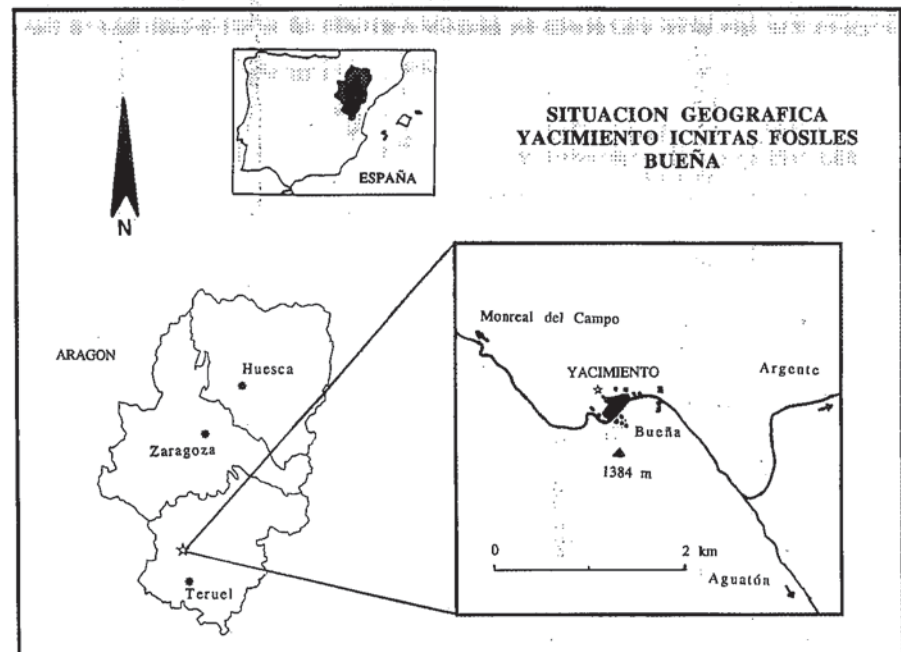 ESPAÑA
SITUACION GEOGRAFICA
YACIMIENTO ICNITAS FOSILES
BUEÑA
N
ARAGON
Huesca
Zaragoza
Teruel
Monreal del Campo
YACIMIENTO
Argente
Bueña
1384 m
0 2 km
Aguatón